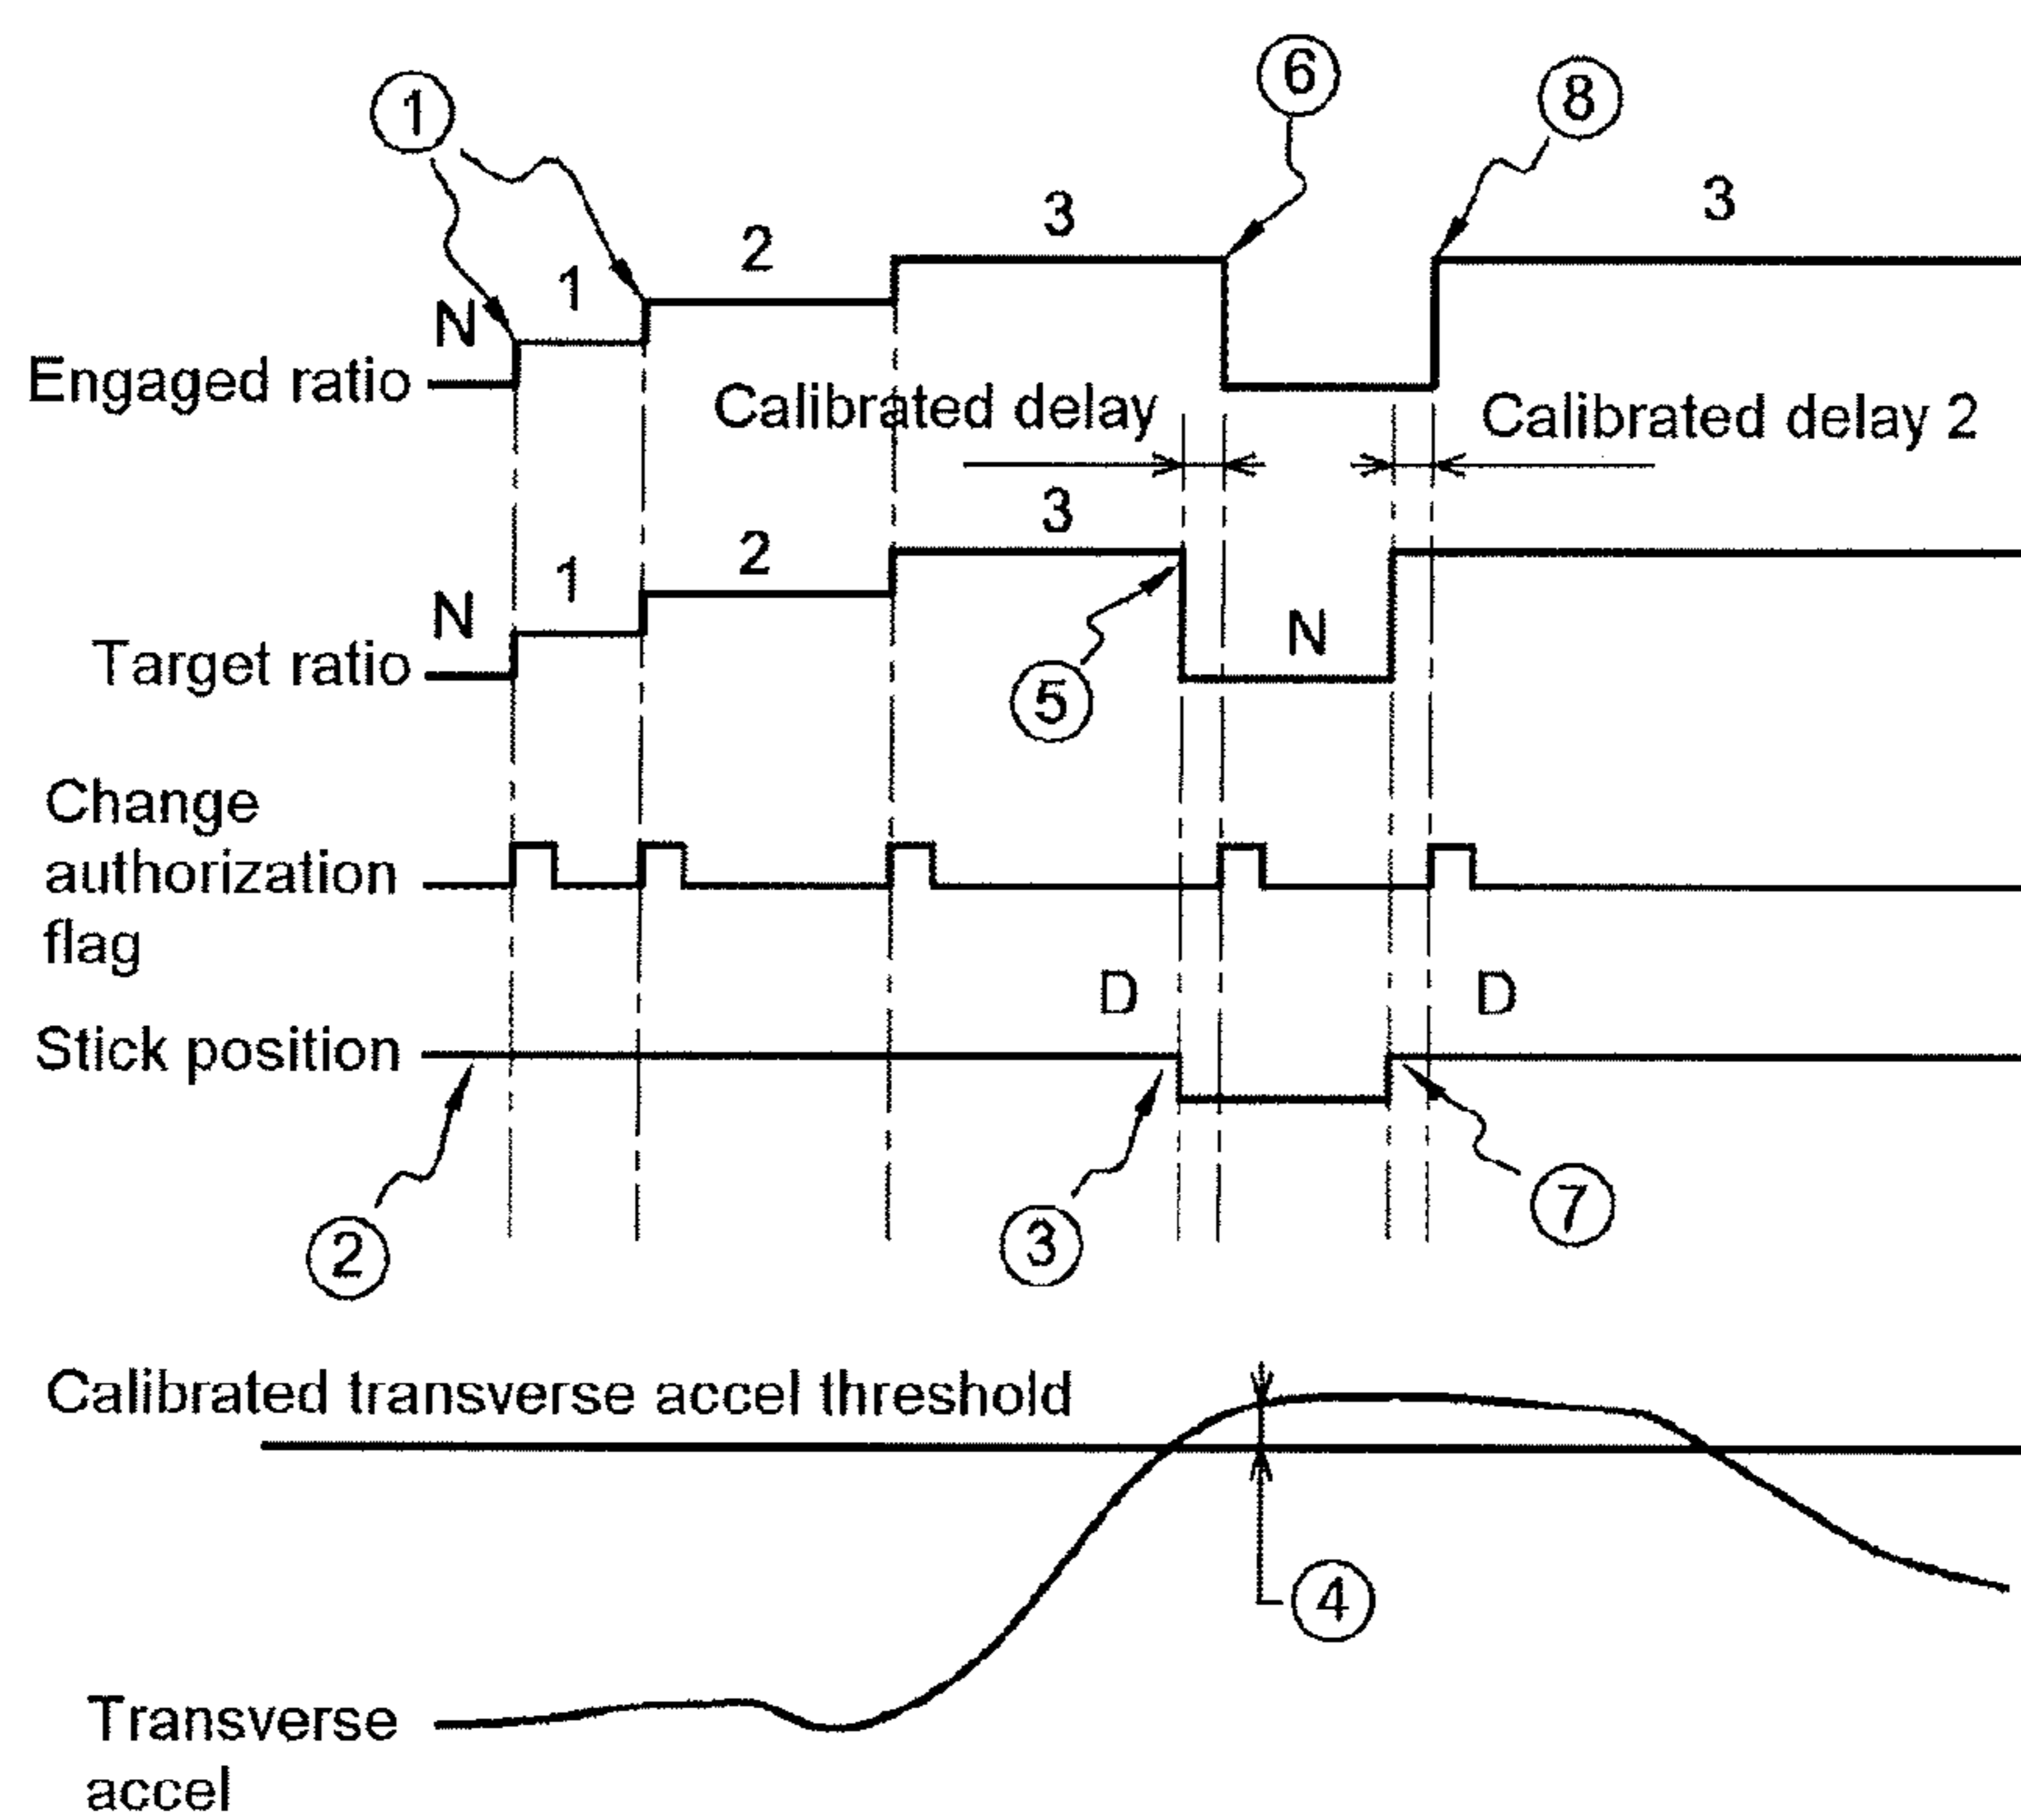 1
6
8
3
3
2
1
N
Engaged ratio
Calibrated delay
Calibrated delay 2
3
2
1
N
N
Target ratio
5
Change
authorization
flag
D
D
Stick position
2
3
7
Calibrated transverse accel threshold
4
Transverse
accel